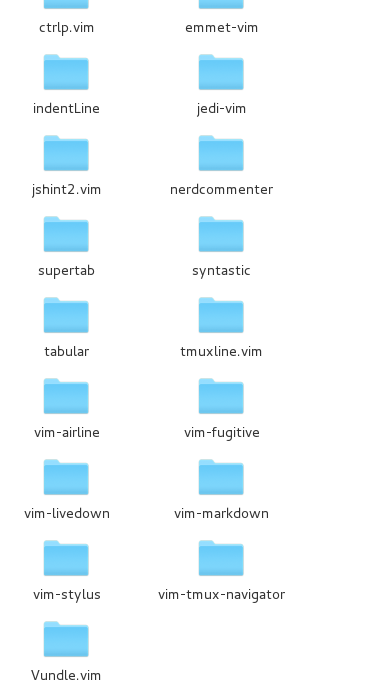 ctrlp.vim
emmet-vim
indentLine
jedi-vim
jshint2.vim
nerdcommenter
supertab
syntastic
tabular
tmuxline.vim
vim-airline
vim-fugitive
vim-livedown
vim-markdown
vim-stylus
vim-tmux-navigator
Vundle.vim